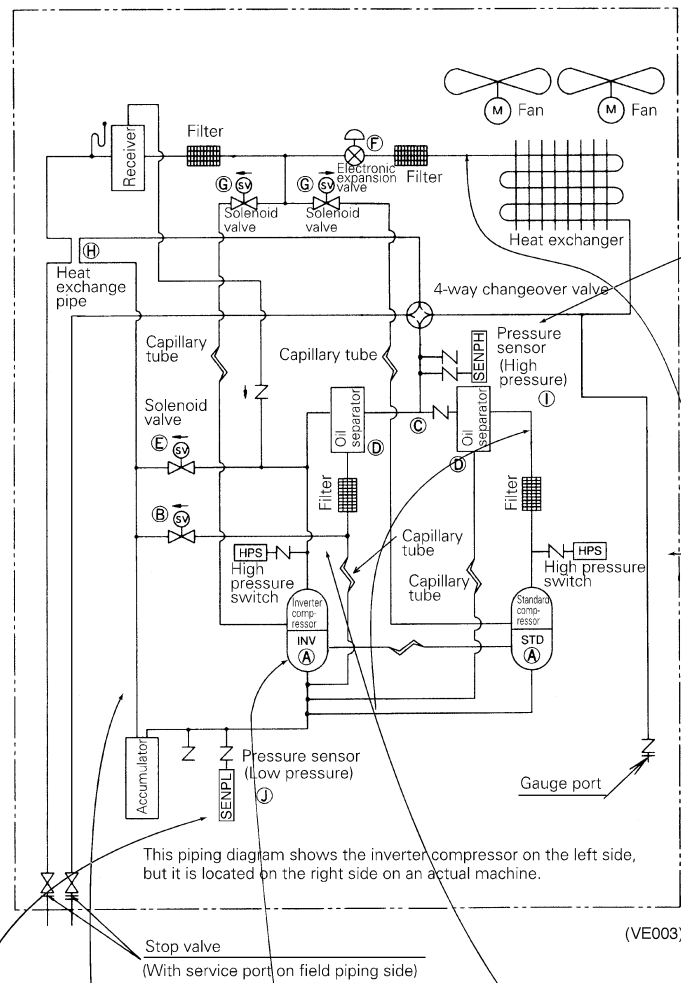 M Fan
M Fan
Filter
Receiver
F
Electronic
expansion
valve
Filter
G SV
G SV
Solenoid
valve
Solenoid
valve
Heat exchanger
H
Heat
exchange
pipe
4-way changeover valve
Capillary
tube
Capillary tube
SENPH
Pressure
sensor
(High
pressure)
I
Solenoid
valve
E SV
Oil
separator
D
C
Oil
separator
D
Filter
Filter
B SV
Capillary
tube
HPS
High
pressure
switch
Capillary
tube
HPS
High pressure
switch
Inverter
comp-
ressor
INV
A
Standard
comp-
ressor
STD
A
Accumulator
SENPL
Pressure sensor
(Low pressure)
J
Gauge port
This piping diagram shows the inverter compressor on the left side,
but it is located on the right side on an actual machine.
(VE003)
Stop valve
(With service port on field piping side)